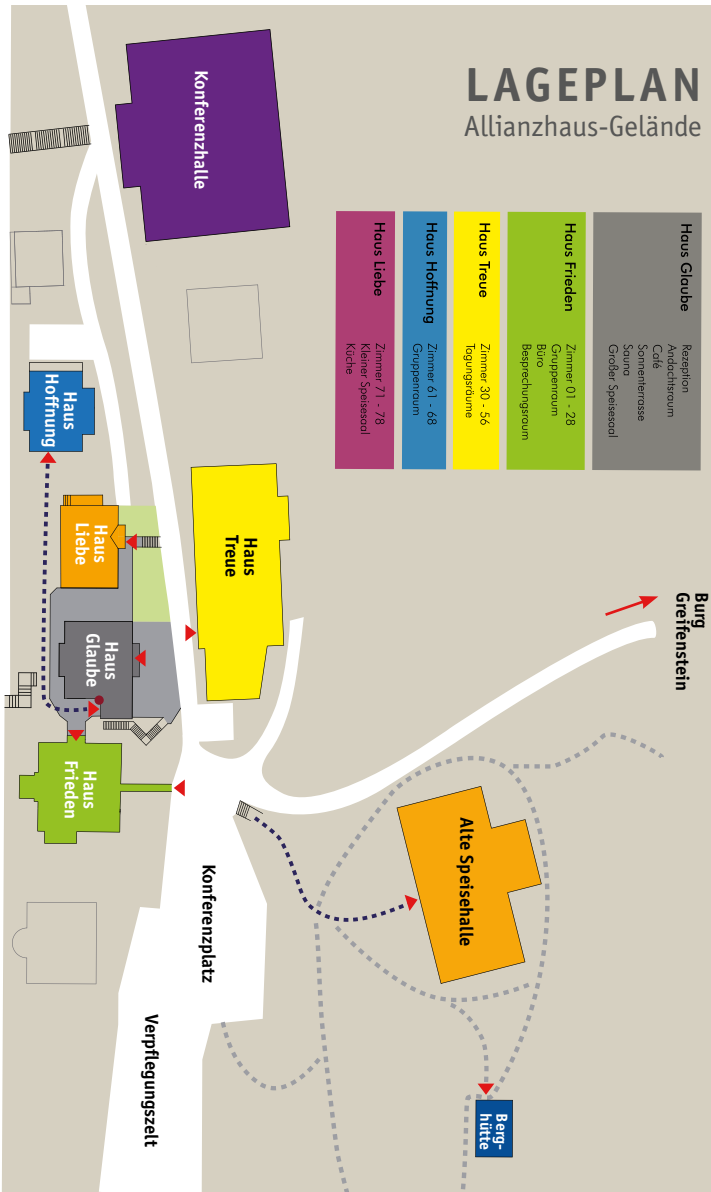 LAGEPLAN
Allianzhaus-Gelände
Haus Glaube
Rezeption
Andachtsraum
Café
Sonnenterrasse
Sauna
Großer Speisesaal
Haus Frieden
Zimmer 01 - 28
Gruppenraum
Büro
Besprechungsraum
Haus Treue
Zimmer 30 - 56
Tagungsräume
Haus Hoffnung
Zimmer 61 - 68
Gruppenraum
Haus Liebe
Zimmer 71 - 78
Kleiner Speisesaal
Küche
Konferenzhalle
Haus
Hoffnung
Haus
Liebe
Haus
Treue
Haus
Glaube
Haus
Frieden
Burg
Greifenstein
Alte Speisehalle
Konferenzplatz
Verpflegungszelt
Berg-
hütte